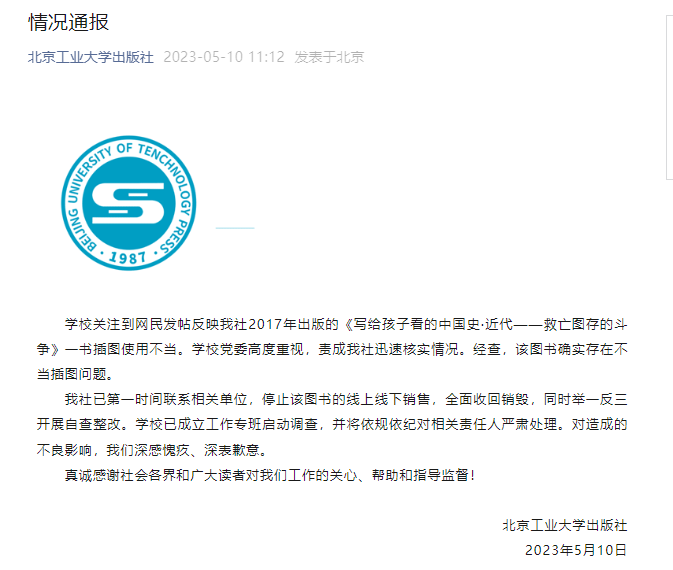 情况通报
北京工业大学出版社 2023-05-10 11:12 发表于北京
BEIJING UNIVERSITY OF TENCHNOLOGY PRESS
·1987·
学校关注到网民发帖反映我社2017年出版的《写给孩子看的中国史·近代——救亡图存的斗
争》一书插图使用不当。学校党委高度重视，责成我社迅速核实情况。经查，该图书确实存在不
当插图问题。
我社已第一时间联系相关单位，停止该图书的线上线下销售，全面收回销毁，同时举一反三
开展自查整改。学校已成立工作专班启动调查，并将依规依纪对相关责任人严肃处理。对造成的
不良影响，我们深感愧疚、深表歉意。
真诚感谢社会各界和广大读者对我们工作的关心、帮助和指导监督！
北京工业大学出版社
2023年5月10日